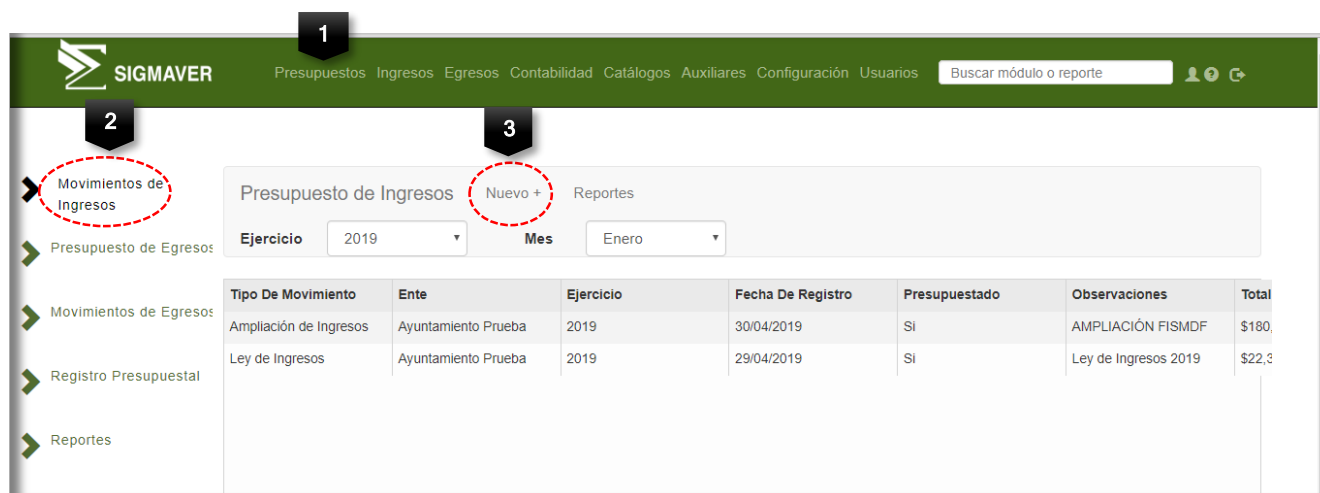 1
SIGMAVER
Presupuestos Ingresos Egresos Contabilidad Catálogos Auxiliares Configuración Usuarios Buscar módulo o reporte
2
3
Movimientos de
Ingresos
Presupuesto de Egresos
Movimientos de Egresos
Registro Presupuestal
Reportes
Presupuesto de Ingresos Nuevo + Reportes
Ejercicio 2019 Mes Enero
Tipo De Movimiento Ente Ejercicio Fecha De Registro Presupuestado Observaciones Total
Ampliación de Ingresos Ayuntamiento Prueba 2019 30/04/2019 Si AMPLIACIÓN FISMDF $180,
Ley de Ingresos Ayuntamiento Prueba 2019 29/04/2019 Si Ley de Ingresos 2019 $22,3